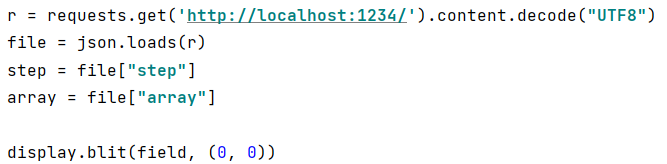 r = requests.get('http://localhost:1234/').content.decode("UTF8")
file = json.loads(r)
step = file["step"]
array = file["array"]
display.blit(field, (0, 0))